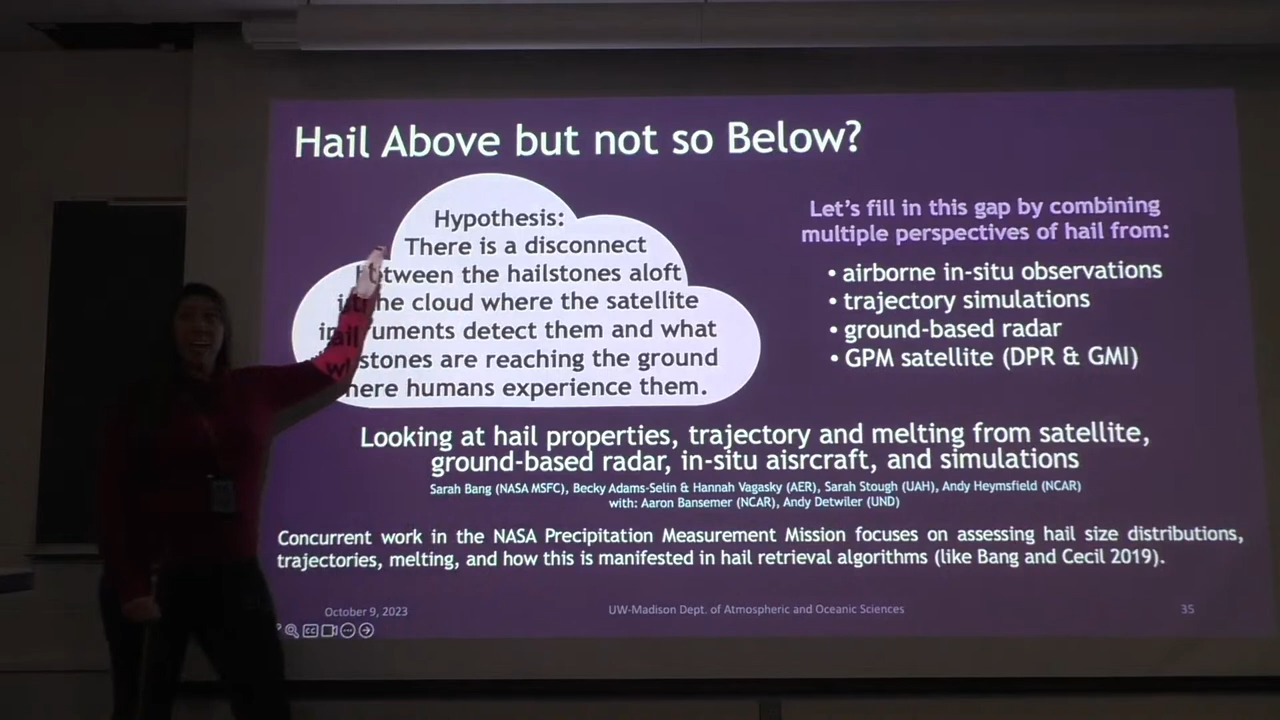 Hail Above but not so Below?
Hypothesis:
There is a disconnect
between the hailstones aloft
in the cloud where the satellite
instruments detect them and what
hailstones are reaching the ground
where humans experience them.
Let's fill in this gap by combining
multiple perspectives of hail from:
• airborne in-situ observations
• trajectory simulations
• ground-based radar
• GPM satellite (DPR & GMI)
Looking at hail properties, trajectory and melting from satellite,
ground-based radar, in-situ aisrcraft, and simulations
Sarah Bang (NASA MSFC), Becky Adams-Selin & Hannah Vagasky (AER), Sarah Stough (UAH), Andy Heymsfield (NCAR)
with: Aaron Bansemer (NCAR), Andy Detwiler (UND)
Concurrent work in the NASA Precipitation Measurement Mission focuses on assessing hail size distributions,
trajectories, melting, and how this is manifested in hail retrieval algorithms (like Bang and Cecil 2019).
October 9, 2023
UW-Madison Dept. of Atmospheric and Oceanic Sciences
35
CC